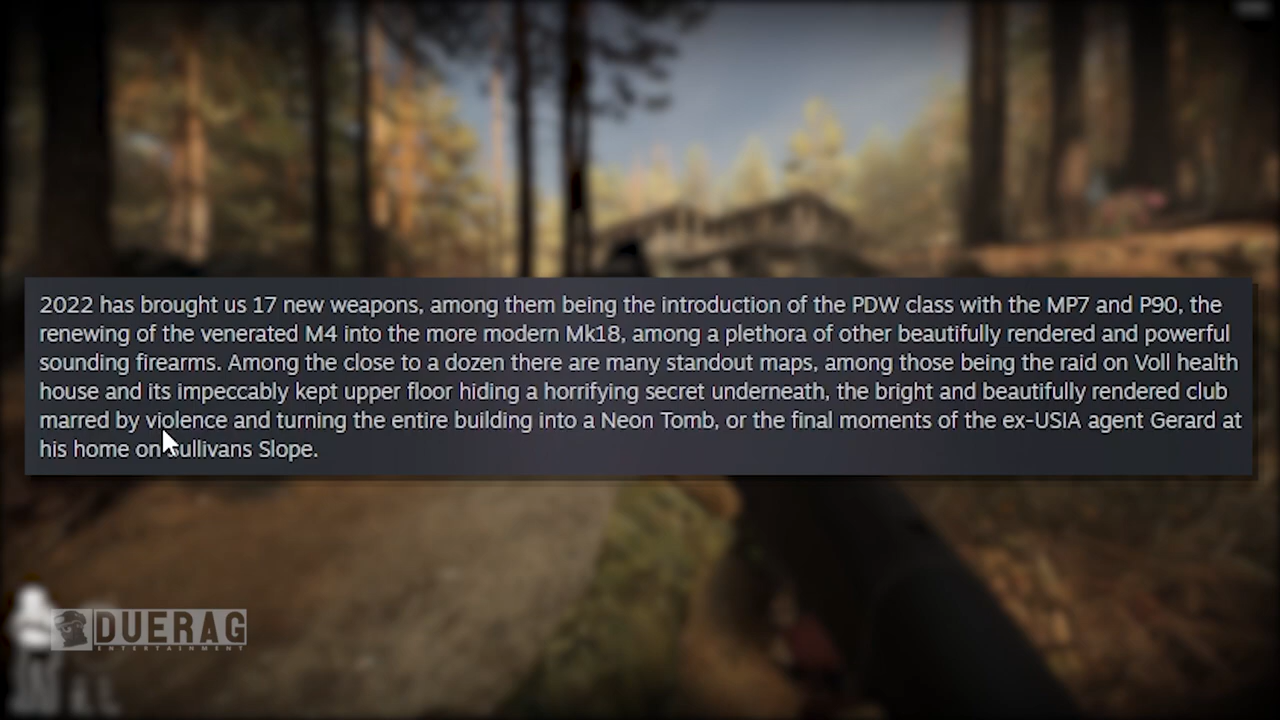 2022 has brought us 17 new weapons, among them being the introduction of the PDW class with the MP7 and P90, the
renewing of the venerated M4 into the more modern Mk18, among a plethora of other beautifully rendered and powerful
sounding firearms. Among the close to a dozen there are many standout maps, among those being the raid on Voll health
house and its impeccably kept upper floor hiding a horrifying secret underneath, the bright and beautifully rendered club
marred by violence and turning the entire building into a Neon Tomb, or the final moments of the ex-USIA agent Gerard at
his home on Sullivans Slope.
DUERAG
ENTERTAINMENT